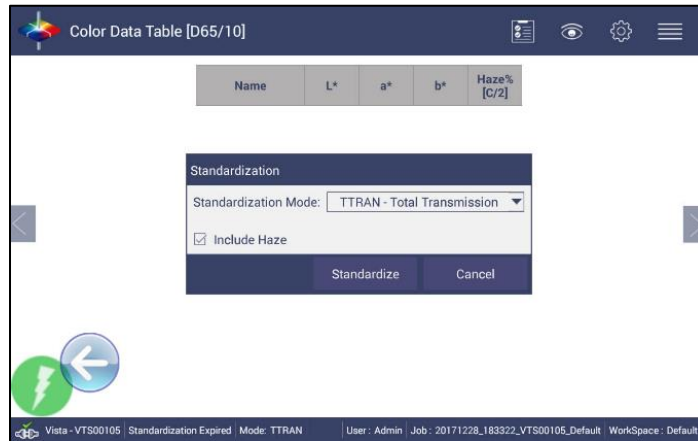 Color Data Table [D65/10]
Name L* a* b* Haze%
[C/2]
Standardization
Standardization Mode: TTRAN - Total Transmission
Include Haze
Standardize Cancel
Vista - VTS00105 Standardization Expired Mode: TTRAN User : Admin Job : 20171228_183322_VTS00105_Default WorkSpace : Default